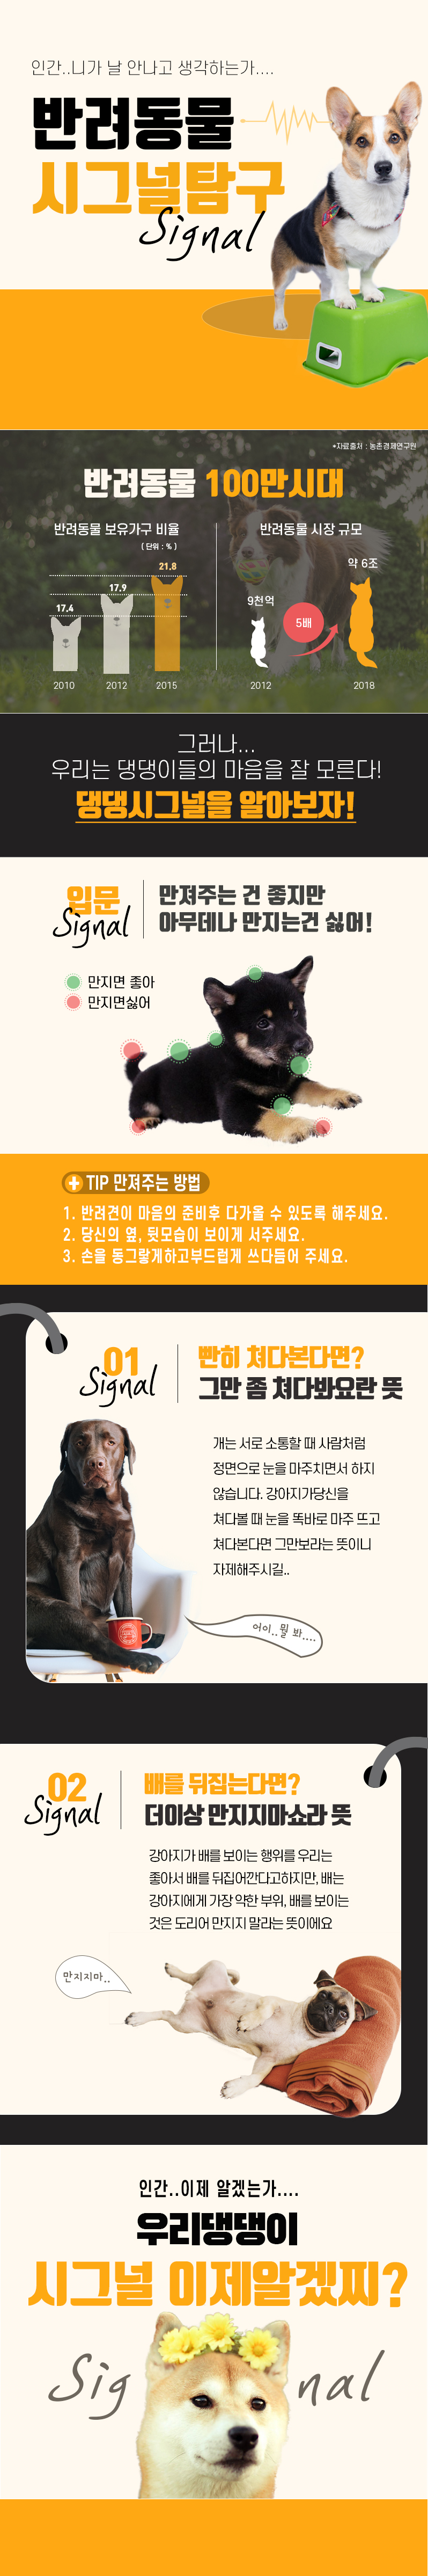 인간..니가 날 안나고 생각하는가....
반려동물
시그널탐구
Signal
*자료출처 : 농촌경제연구원
반려동물 100만시대
반려동물 보유가구 비율
( 단위 : % )
17.4
17.9
21.8
2010
2012
2015
반려동물 시장 규모
9천억
5배
약 6조
2012
2018
그러나...
우리는 댕댕이들의 마음을 잘 모른다!
댕댕시그널을 알아보자!
입문
Signal
만져주는 건 좋지만
아무데나 만지는건 싫어!
만지면 좋아
만지면싫어
TIP 만져주는 방법
1. 반려견이 마음의 준비후 다가올 수 있도록 해주세요.
2. 당신의 옆, 뒷모습이 보이게 서주세요.
3. 손을 동그랗게하고부드럽게 쓰다듬어 주세요.
01
Signal
빤히 쳐다본다면?
그만 좀 쳐다봐요란 뜻
개는 서로 소통할 때 사람처럼
정면으로 눈을 마주치면서 하지
않습니다. 강아지가당신을
쳐다볼 때 눈을 똑바로 마주 뜨고
쳐다본다면 그만보라는 뜻이니
자제해주시길..
어이..뭘 봐....
02
Signal
배를 뒤집는다면?
더이상 만지지마쇼라 뜻
강아지가 배를 보이는 행위를 우리는
좋아서 배를 뒤집어깐다고하지만, 배는
강아지에게 가장 약한 부위, 배를 보이는
것은 도리어 만지지 말라는 뜻이에요
만지지마..
인간..이제 알겠는가....
우리댕댕이
시그널 이제알겠찌?
Signal